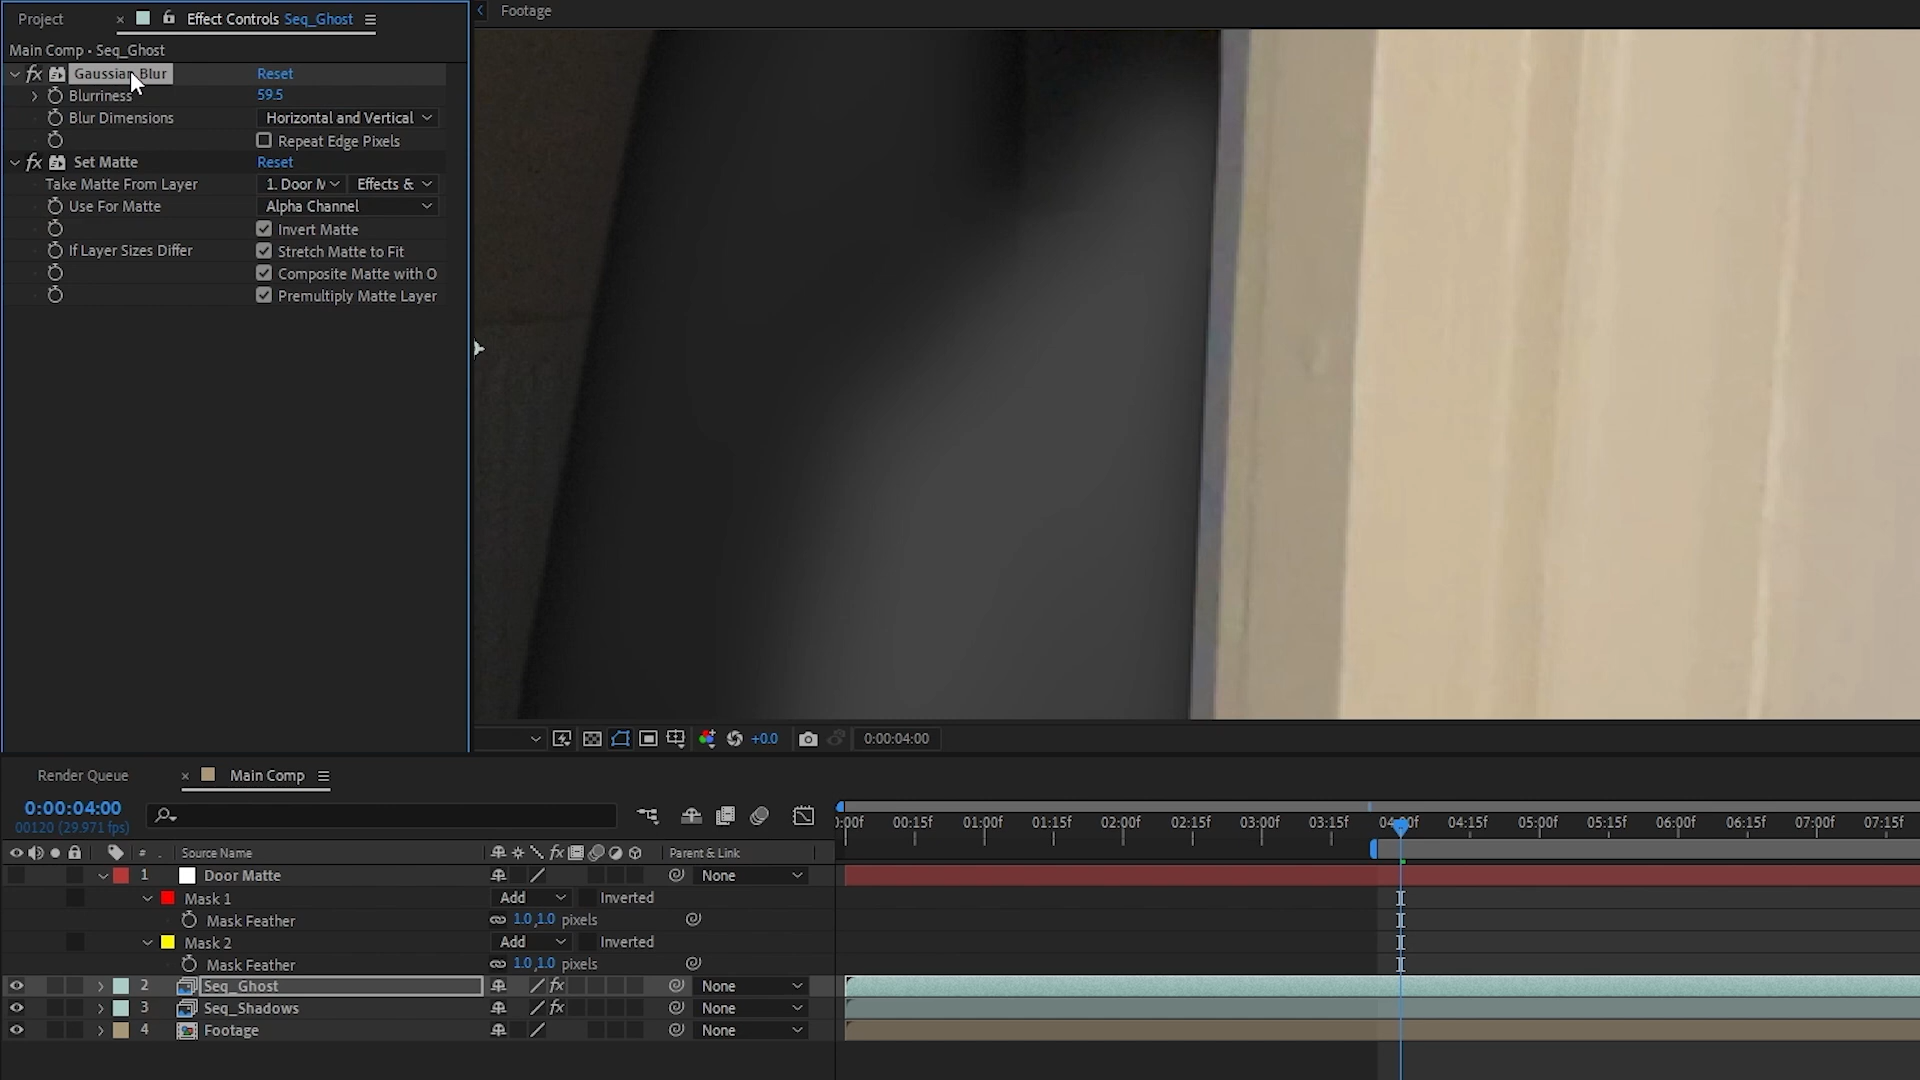 Project × Effect Controls Seq_Ghost
Footage
Main Comp • Seq_Ghost
fx Gaussian Blur Reset
Blurriness 59.5
Blur Dimensions Horizontal and Vertical
Repeat Edge Pixels
fx Set Matte Reset
Take Matte From Layer 1. Door M Effects &
Use For Matte Alpha Channel
Invert Matte
If Layer Sizes Differ Stretch Matte to Fit
Composite Matte with O
Premultiply Matte Layer
+0.0 0:00:04:00
Render Queue × Main Comp
0:00:04:00
00120 (29.971 fps)
0:00f 00:15f 01:00f 01:15f 02:00f 02:15f 03:00f 03:15f 04:00f 04:15f 05:00f 05:15f 06:00f 06:15f 07:00f 07:15f
# . Source Name fx Parent & Link
1 Door Matte None
Mask 1 Add Inverted
Mask Feather 1.0,1.0 pixels
Mask 2 Add Inverted
Mask Feather 1.0,1.0 pixels
2 Seq_Ghost fx None
3 Seq_Shadows fx None
4 Footage None